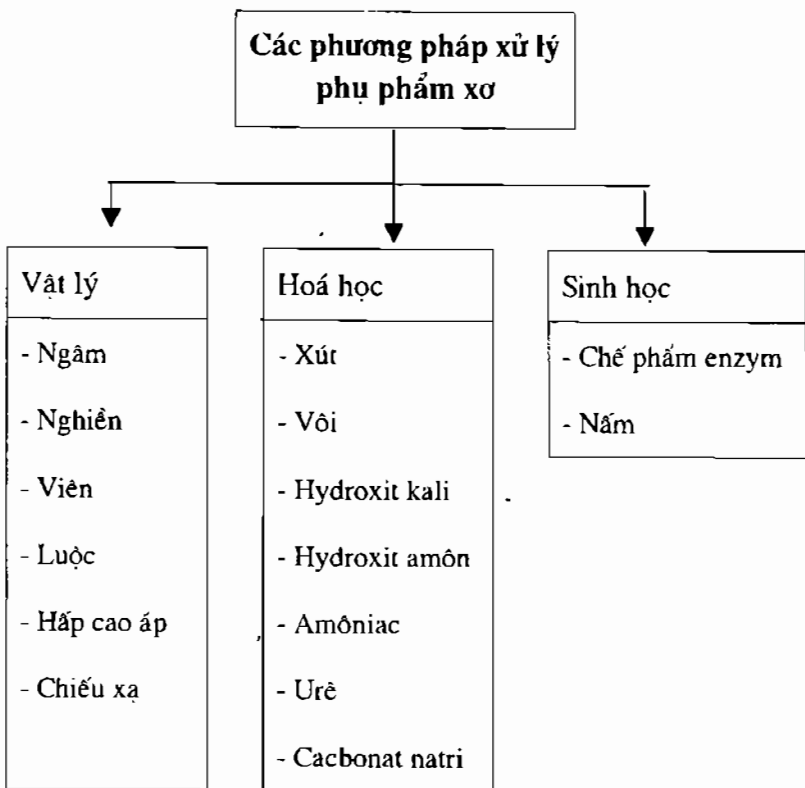 Các phương pháp xử lý
phụ phẩm xơ
Vật lý
- Ngâm
- Nghiền
- Viên
- Luộc
- Hấp cao áp
- Chiếu xạ
Hoá học
- Xút
- Vôi
- Hydroxit kali
- Hydroxit amôn
- Amôniac
- Urê
- Cacbonat natri
Sinh học
- Chế phẩm enzym
- Nấm